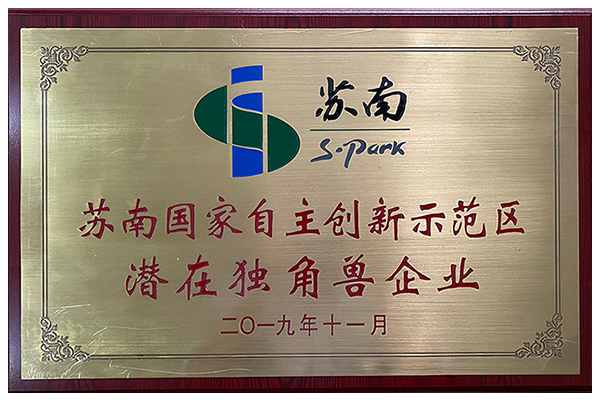 苏南
S·Park
苏南国家自主创新示范区
潜在独角兽企业
二〇一九年十一月